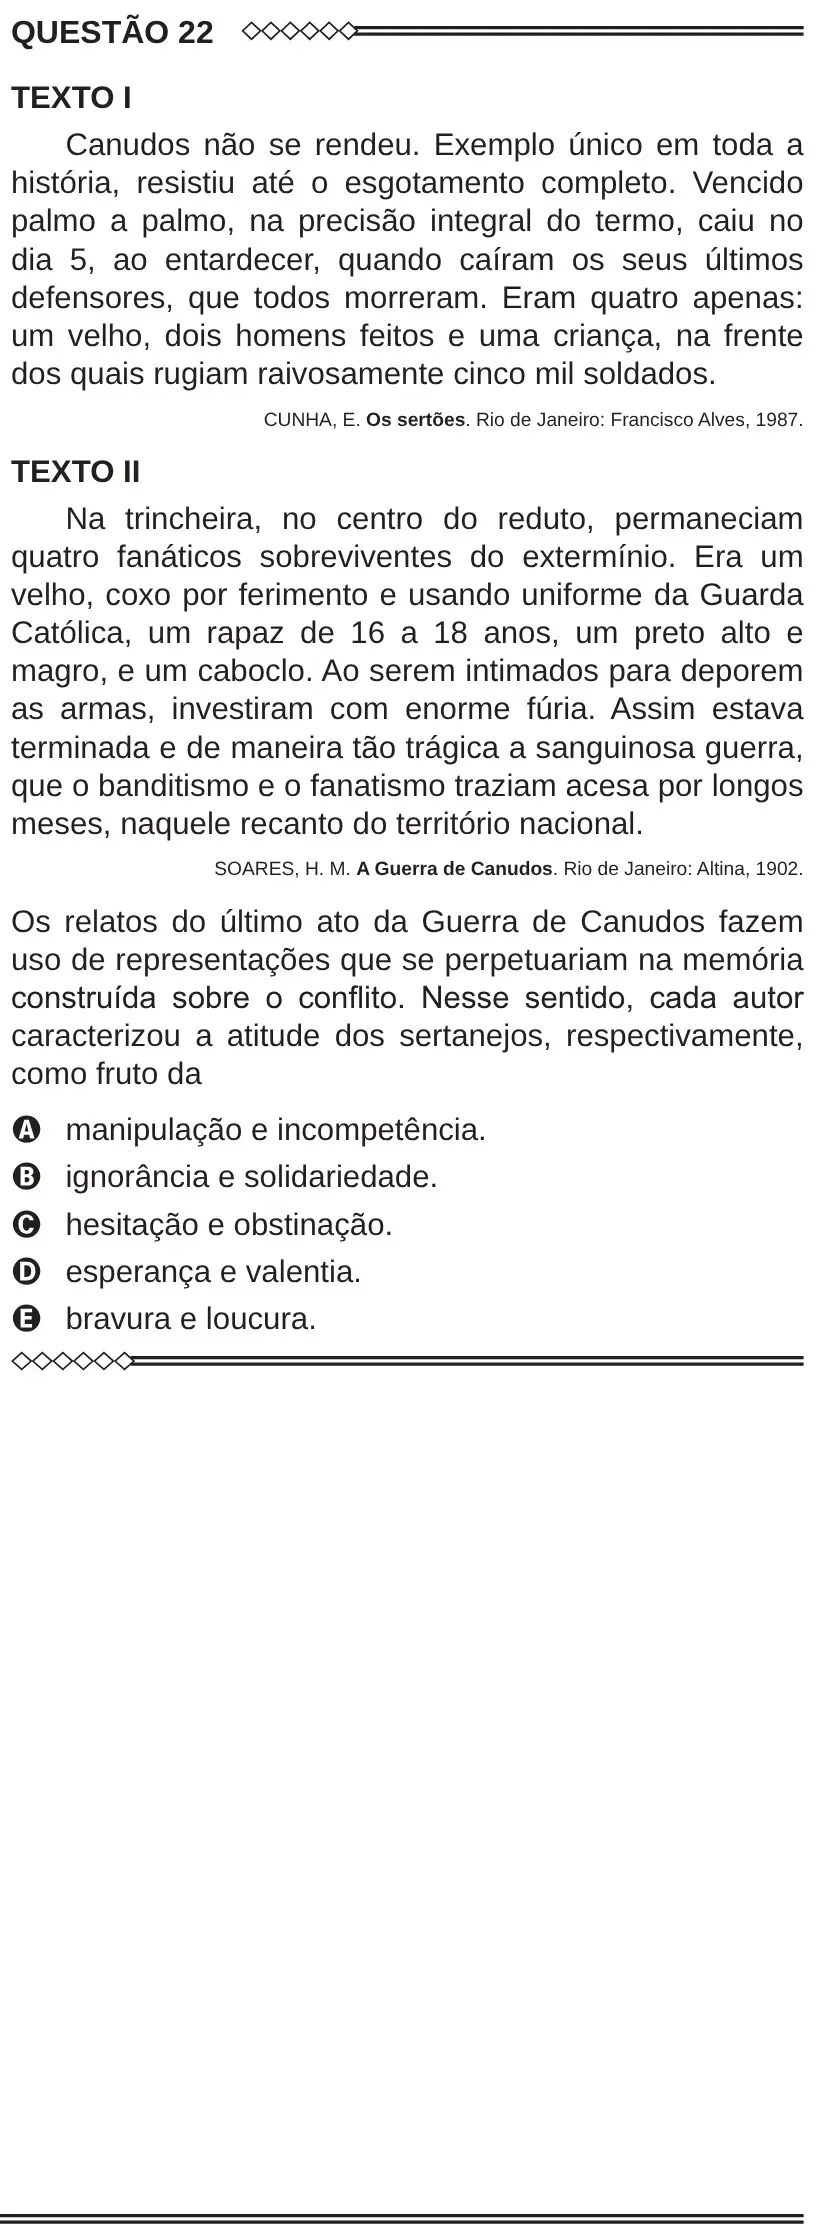 QUESTÃO 22
TEXTO I
Canudos não se rendeu. Exemplo único em toda a
história, resistiu até o esgotamento completo. Vencido
palmo a palmo, na precisão integral do termo, caiu no
dia 5, ao entardecer, quando caíram os seus últimos
defensores, que todos morreram. Eram quatro apenas:
um velho, dois homens feitos e uma criança, na frente
dos quais rugiam raivosamente cinco mil soldados.
CUNHA, E. Os sertões. Rio de Janeiro: Francisco Alves, 1987.
TEXTO II
Na trincheira, no centro do reduto, permaneciam
quatro fanáticos sobreviventes do extermínio. Era um
velho, coxo por ferimento e usando uniforme da Guarda
Católica, um rapaz de 16 a 18 anos, um preto alto e
magro, e um caboclo. Ao serem intimados para deporem
as armas, investiram com enorme fúria. Assim estava
terminada e de maneira tão trágica a sanguinosa guerra,
que o banditismo e o fanatismo traziam acesa por longos
meses, naquele recanto do território nacional.
SOARES, H. M. A Guerra de Canudos. Rio de Janeiro: Altina, 1902.
Os relatos do último ato da Guerra de Canudos fazem
uso de representações que se perpetuariam na memória
construída sobre o conflito. Nesse sentido, cada autor
caracterizou a atitude dos sertanejos, respectivamente,
como fruto da
A manipulação e incompetência.
B ignorância e solidariedade.
C hesitação e obstinação.
D esperança e valentia.
E bravura e loucura.